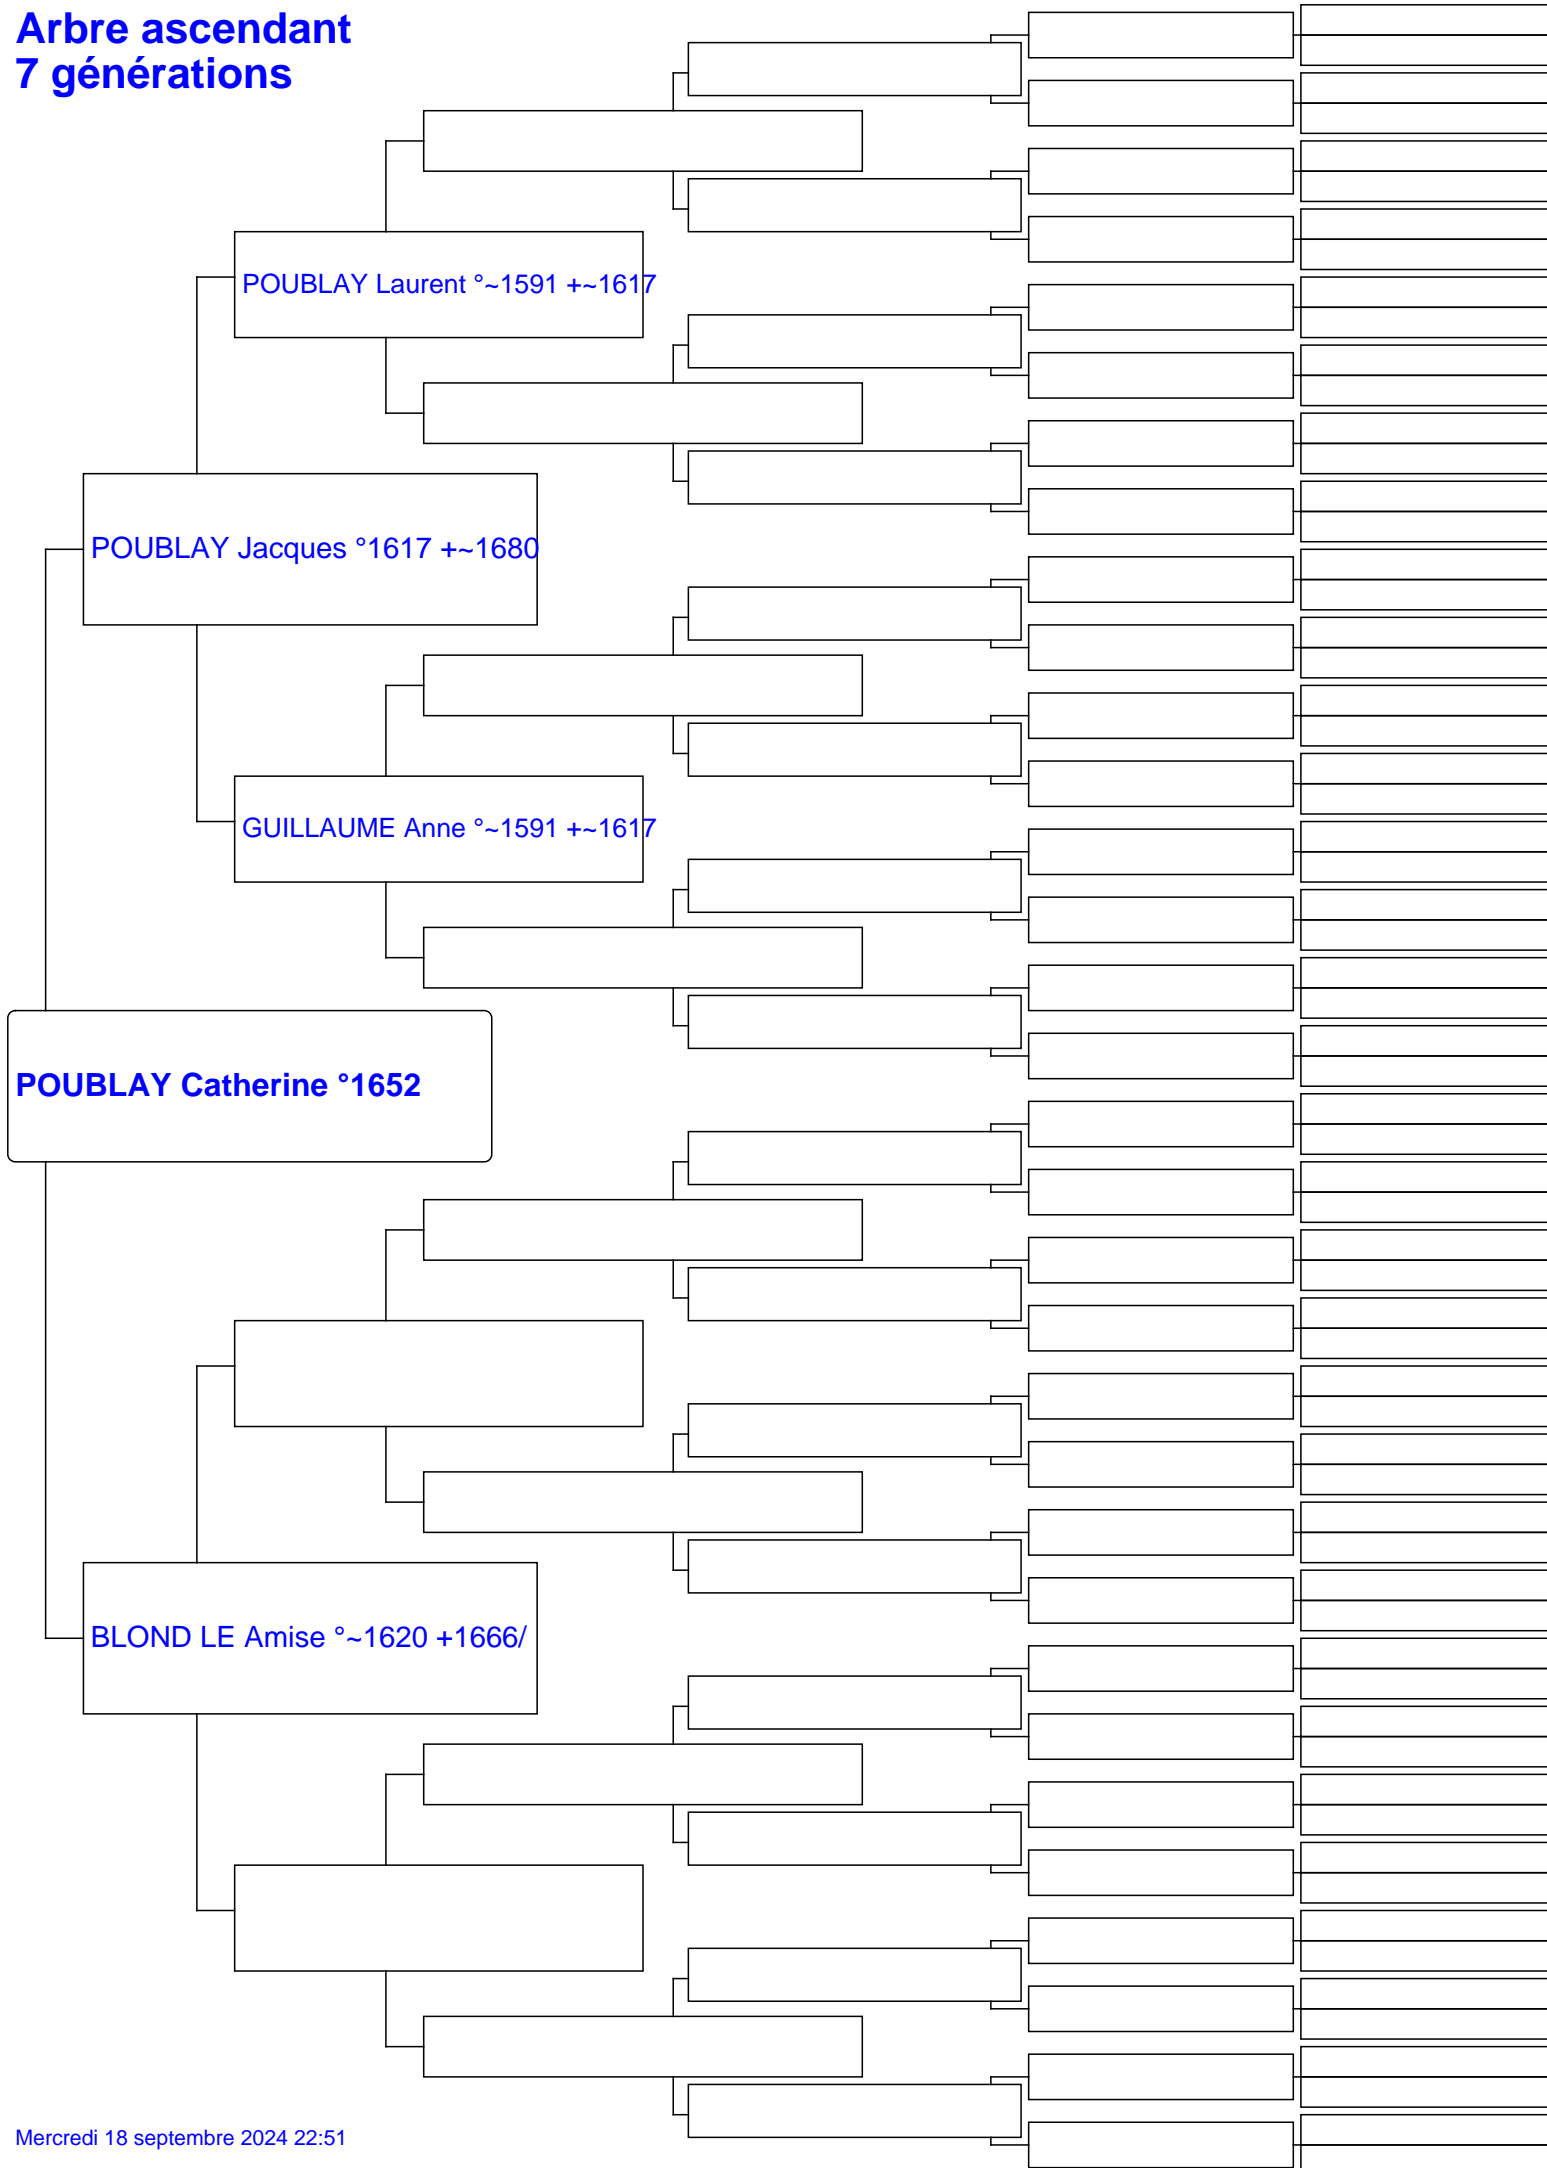 Arbre ascendant
7 générations
POUBLAY Laurent °~1591 +~1617
POUBLAY Jacques °1617 +~1680
GUILLAUME Anne °~1591 +~1617
POUBLAY Catherine °1652
BLOND LE Amise °~1620 +1666/
Mercredi 18 septembre 2024 22:51